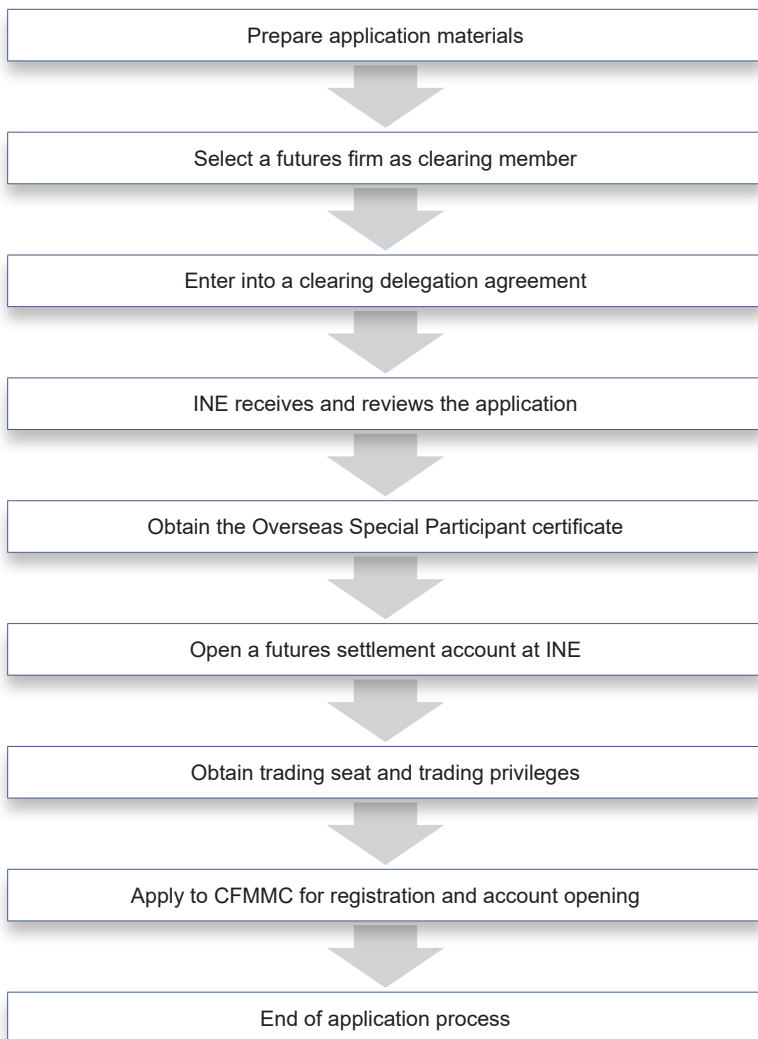 Prepare application materials
Select a futures firm as clearing member
Enter into a clearing delegation agreement
INE receives and reviews the application
Obtain the Overseas Special Participant certificate
Open a futures settlement account at INE
Obtain trading seat and trading privileges
Apply to CFMMC for registration and account opening
End of application process